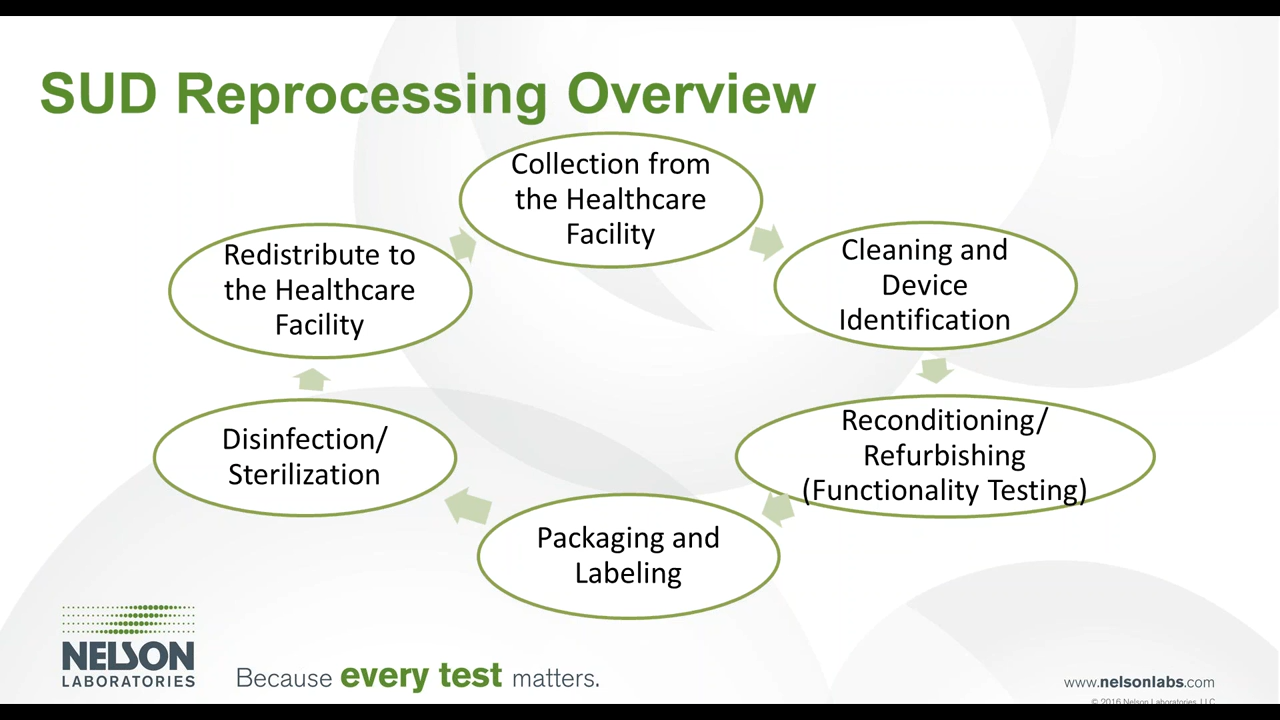 SUD Reprocessing Overview
Collection from
the Healthcare
Facility
Cleaning and
Device
Identification
Reconditioning/
Refurbishing
(Functionality Testing)
Packaging and
Labeling
Disinfection/
Sterilization
Redistribute to
the Healthcare
Facility
NELSON
LABORATORIES
Because every test matters.
www.nelsonlabs.com
© 2016 Nelson Laboratories, LLC